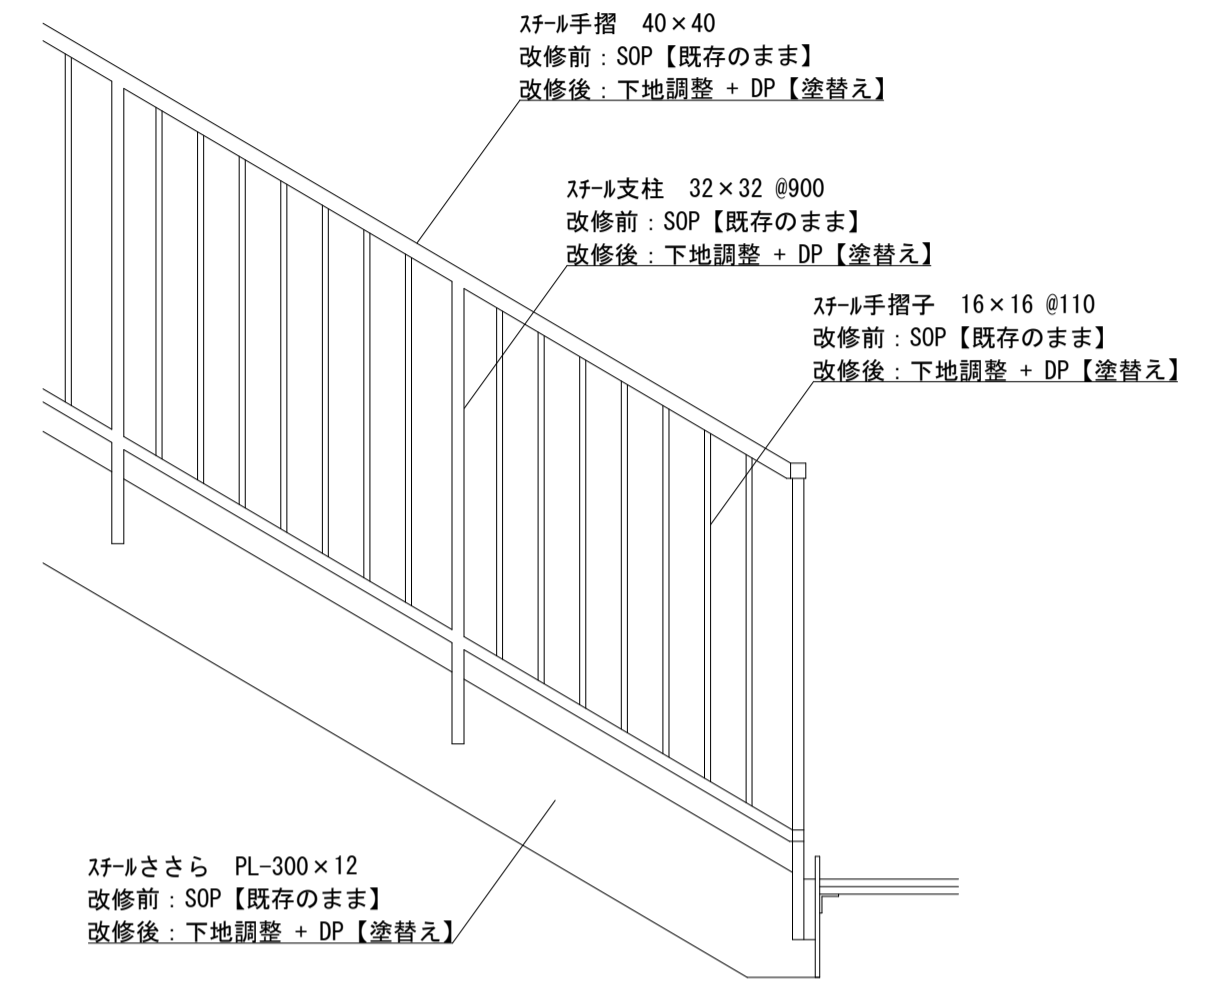 ｽﾁｰﾙ手摺　40×40
改修前：SOP【既存のまま】
改修後：下地調整 + DP【塗替え】
ｽﾁｰﾙ支柱　32×32 @900
改修前：SOP【既存のまま】
改修後：下地調整 + DP【塗替え】
ｽﾁｰﾙ手摺子　16×16 @110
改修前：SOP【既存のまま】
改修後：下地調整 + DP【塗替え】
ｽﾁｰﾙささら　PL-300×12
改修前：SOP【既存のまま】
改修後：下地調整 + DP【塗替え】